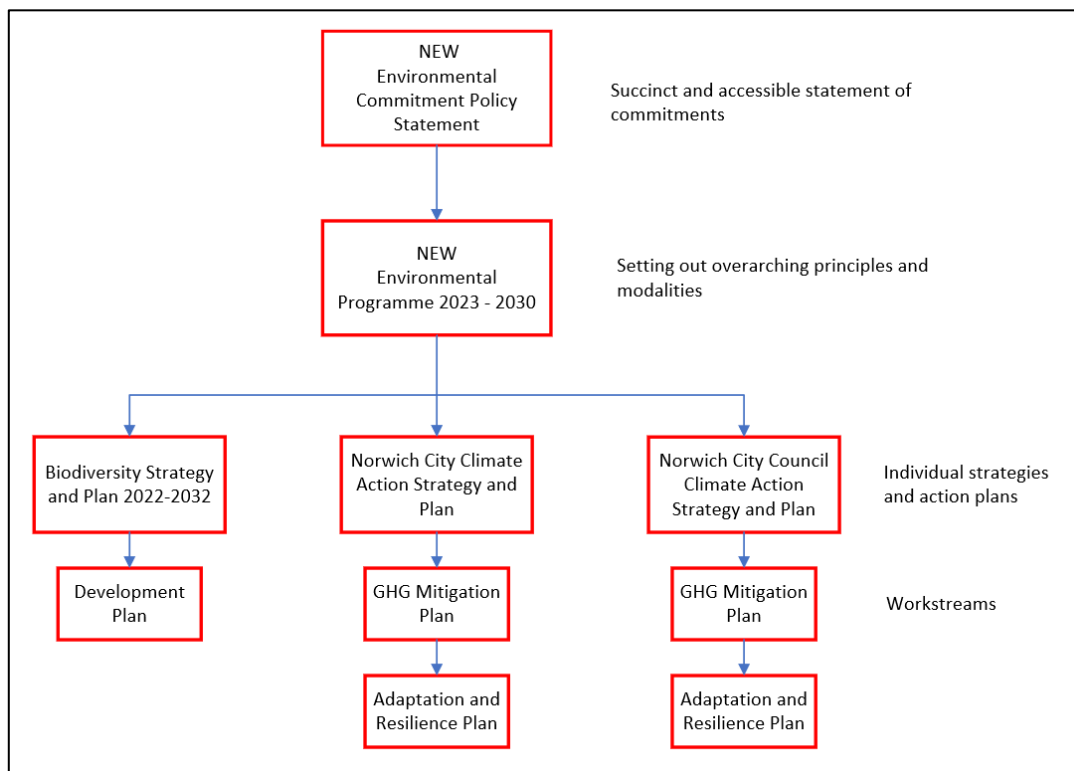 NEW
Environmental
Commitment Policy
Statement
Succinct and accessible statement of
commitments
NEW
Environmental
Programme 2023 - 2030
Setting out overarching principles and
modalities
Biodiversity Strategy
and Plan 2022-2032
Norwich City Climate
Action Strategy and
Plan
Norwich City Council
Climate Action
Strategy and Plan
Individual strategies
and action plans
Development
Plan
GHG Mitigation
Plan
GHG Mitigation
Plan
Workstreams
Adaptation and
Resilience Plan
Adaptation and
Resilience Plan